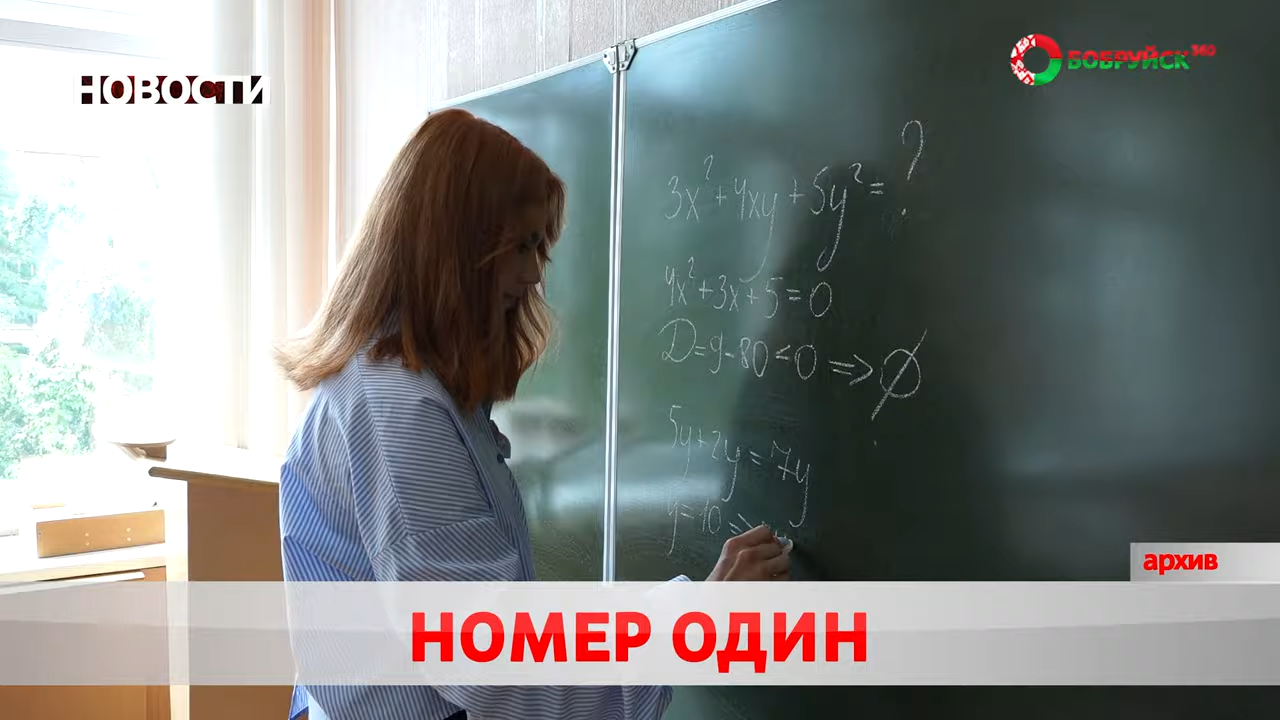 НОВОСТИ
БОБРУЙСК 360
3x² + 4xy + 5y² = ?
4x² + 3x + 5 = 0
D = 9 - 80 < 0 => ∅
5y + 2y = 7y
y = 10 =>
архив
НОМЕР ОДИН